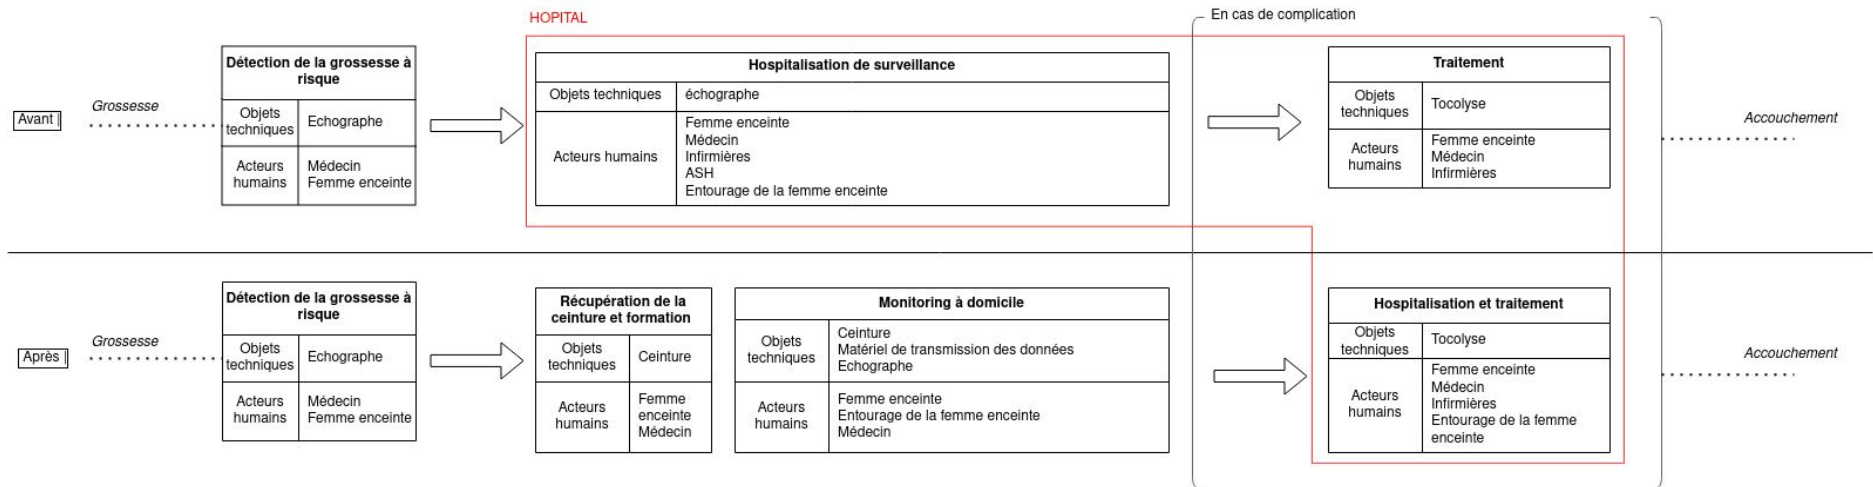 HOPITAL
En cas de complication
Avant
Grossesse
Détection de la grossesse à
risque
Objets
techniques
Echographe
Acteurs
humains
Médecin
Femme enceinte
Hospitalisation de surveillance
Objets techniques
échographe
Acteurs humains
Femme enceinte
Médecin
Infirmières
ASH
Entourage de la femme enceinte
Traitement
Objets
techniques
Tocolyse
Acteurs
humains
Femme enceinte
Médecin
Infirmières
Accouchement
Après
Grossesse
Détection de la grossesse à
risque
Objets
techniques
Echographe
Acteurs
humains
Médecin
Femme enceinte
Récupération de la
ceinture et formation
Objets
techniques
Ceinture
Acteurs
humains
Femme
enceinte
Médecin
Monitoring à domicile
Objets
techniques
Ceinture
Matériel de transmission des données
Echographe
Acteurs
humains
Femme enceinte
Entourage de la femme enceinte
Médecin
Hospitalisation et traitement
Objets
techniques
Tocolyse
Acteurs
humains
Femme enceinte
Médecin
Infirmières
Entourage de la femme
enceinte
Accouchement